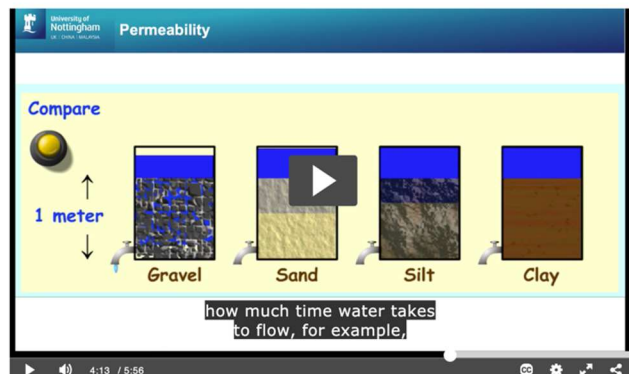 University of
Nottingham
UK | CHINA | MALAYSIA
Permeability
Compare
1 meter
Gravel
Sand
Silt
Clay
how much time water takes
to flow, for example,
4:13 / 5:56
CC